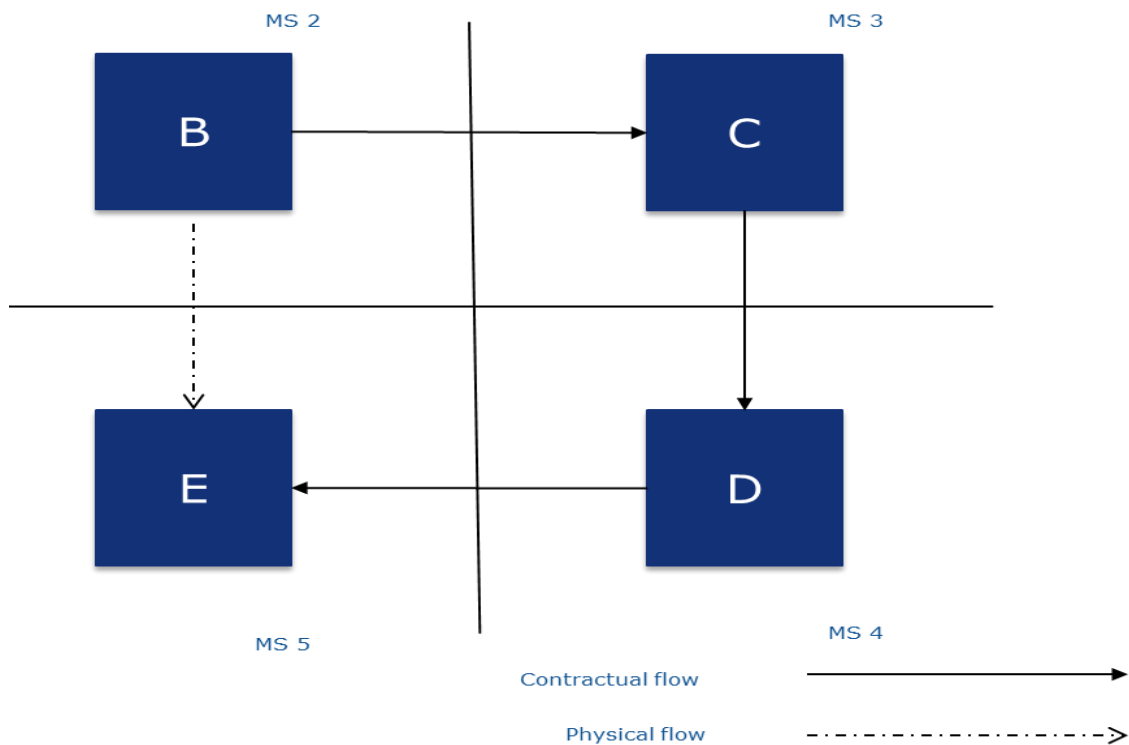 MS 2
MS 3
B
C
E
D
MS 5
MS 4
Contractual flow
Physical flow